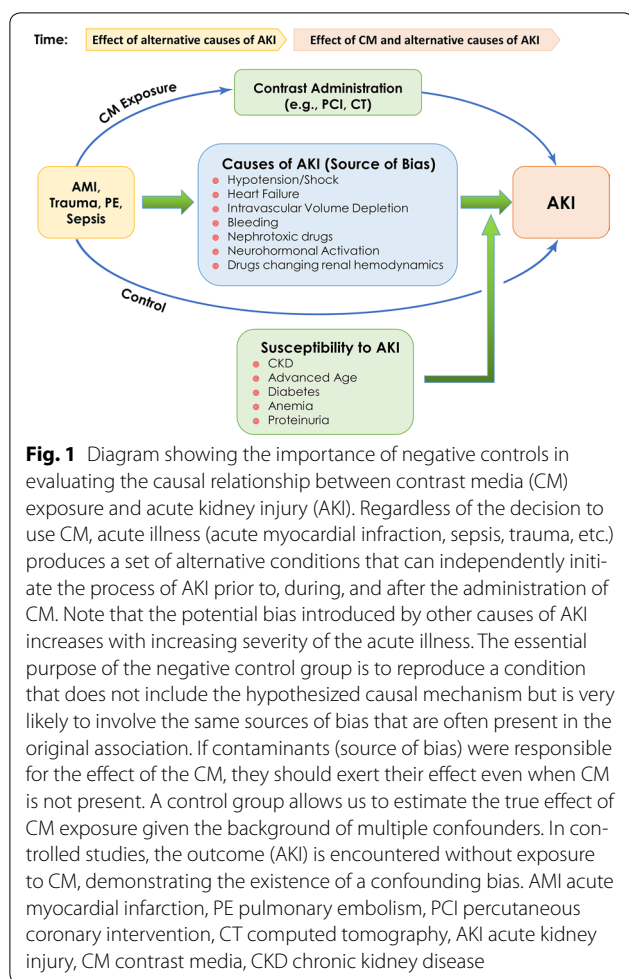 Time: Effect of alternative causes of AKI Effect of CM and alternative causes of AKI
CM Exposure
Contrast Administration
(e.g., PCI, CT)
AMI,
Trauma, PE,
Sepsis
Causes of AKI (Source of Bias)
Hypotension/Shock
Heart Failure
Intravascular Volume Depletion
Bleeding
Nephrotoxic drugs
Neurohormonal Activation
Drugs changing renal hemodynamics
AKI
Control
Susceptibility to AKI
CKD
Advanced Age
Diabetes
Anemia
Proteinuria
Fig. 1 Diagram showing the importance of negative controls in
evaluating the causal relationship between contrast media (CM)
exposure and acute kidney injury (AKI). Regardless of the decision to
use CM, acute illness (acute myocardial infraction, sepsis, trauma, etc.)
produces a set of alternative conditions that can independently initi-
ate the process of AKI prior to, during, and after the administration of
CM. Note that the potential bias introduced by other causes of AKI
increases with increasing severity of the acute illness. The essential
purpose of the negative control group is to reproduce a condition
that does not include the hypothesized causal mechanism but is very
likely to involve the same sources of bias that are often present in the
original association. If contaminants (source of bias) were responsible
for the effect of the CM, they should exert their effect even when CM
is not present. A control group allows us to estimate the true effect of
CM exposure given the background of multiple confounders. In con-
trolled studies, the outcome (AKI) is encountered without exposure
to CM, demonstrating the existence of a confounding bias. AMI acute
myocardial infarction, PE pulmonary embolism, PCI percutaneous
coronary intervention, CT computed tomography, AKI acute kidney
injury, CM contrast media, CKD chronic kidney disease